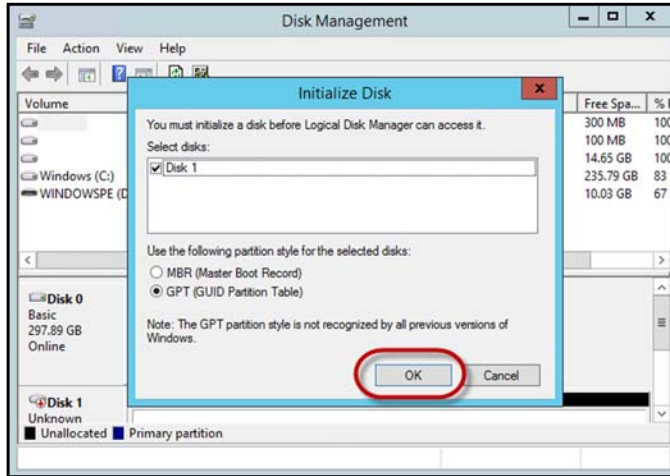 Disk Management
File Action View Help
Initialize Disk
Volume
Free Spa... %
You must initialize a disk before Logical Disk Manager can access it.
300 MB 100
Select disks:
100 MB 100
Disk 1
14.65 GB 100
Windows (C:)
235.79 GB 83
WINDOWSPE (D
10.03 GB 67
Use the following partition style for the selected disks:
MBR (Master Boot Record)
GPT (GUID Partition Table)
Disk 0
Basic
297.89 GB
Online
Note: The GPT partition style is not recognized by all previous versions of
Windows.
OK Cancel
Disk 1
Unknown
Unallocated Primary partition